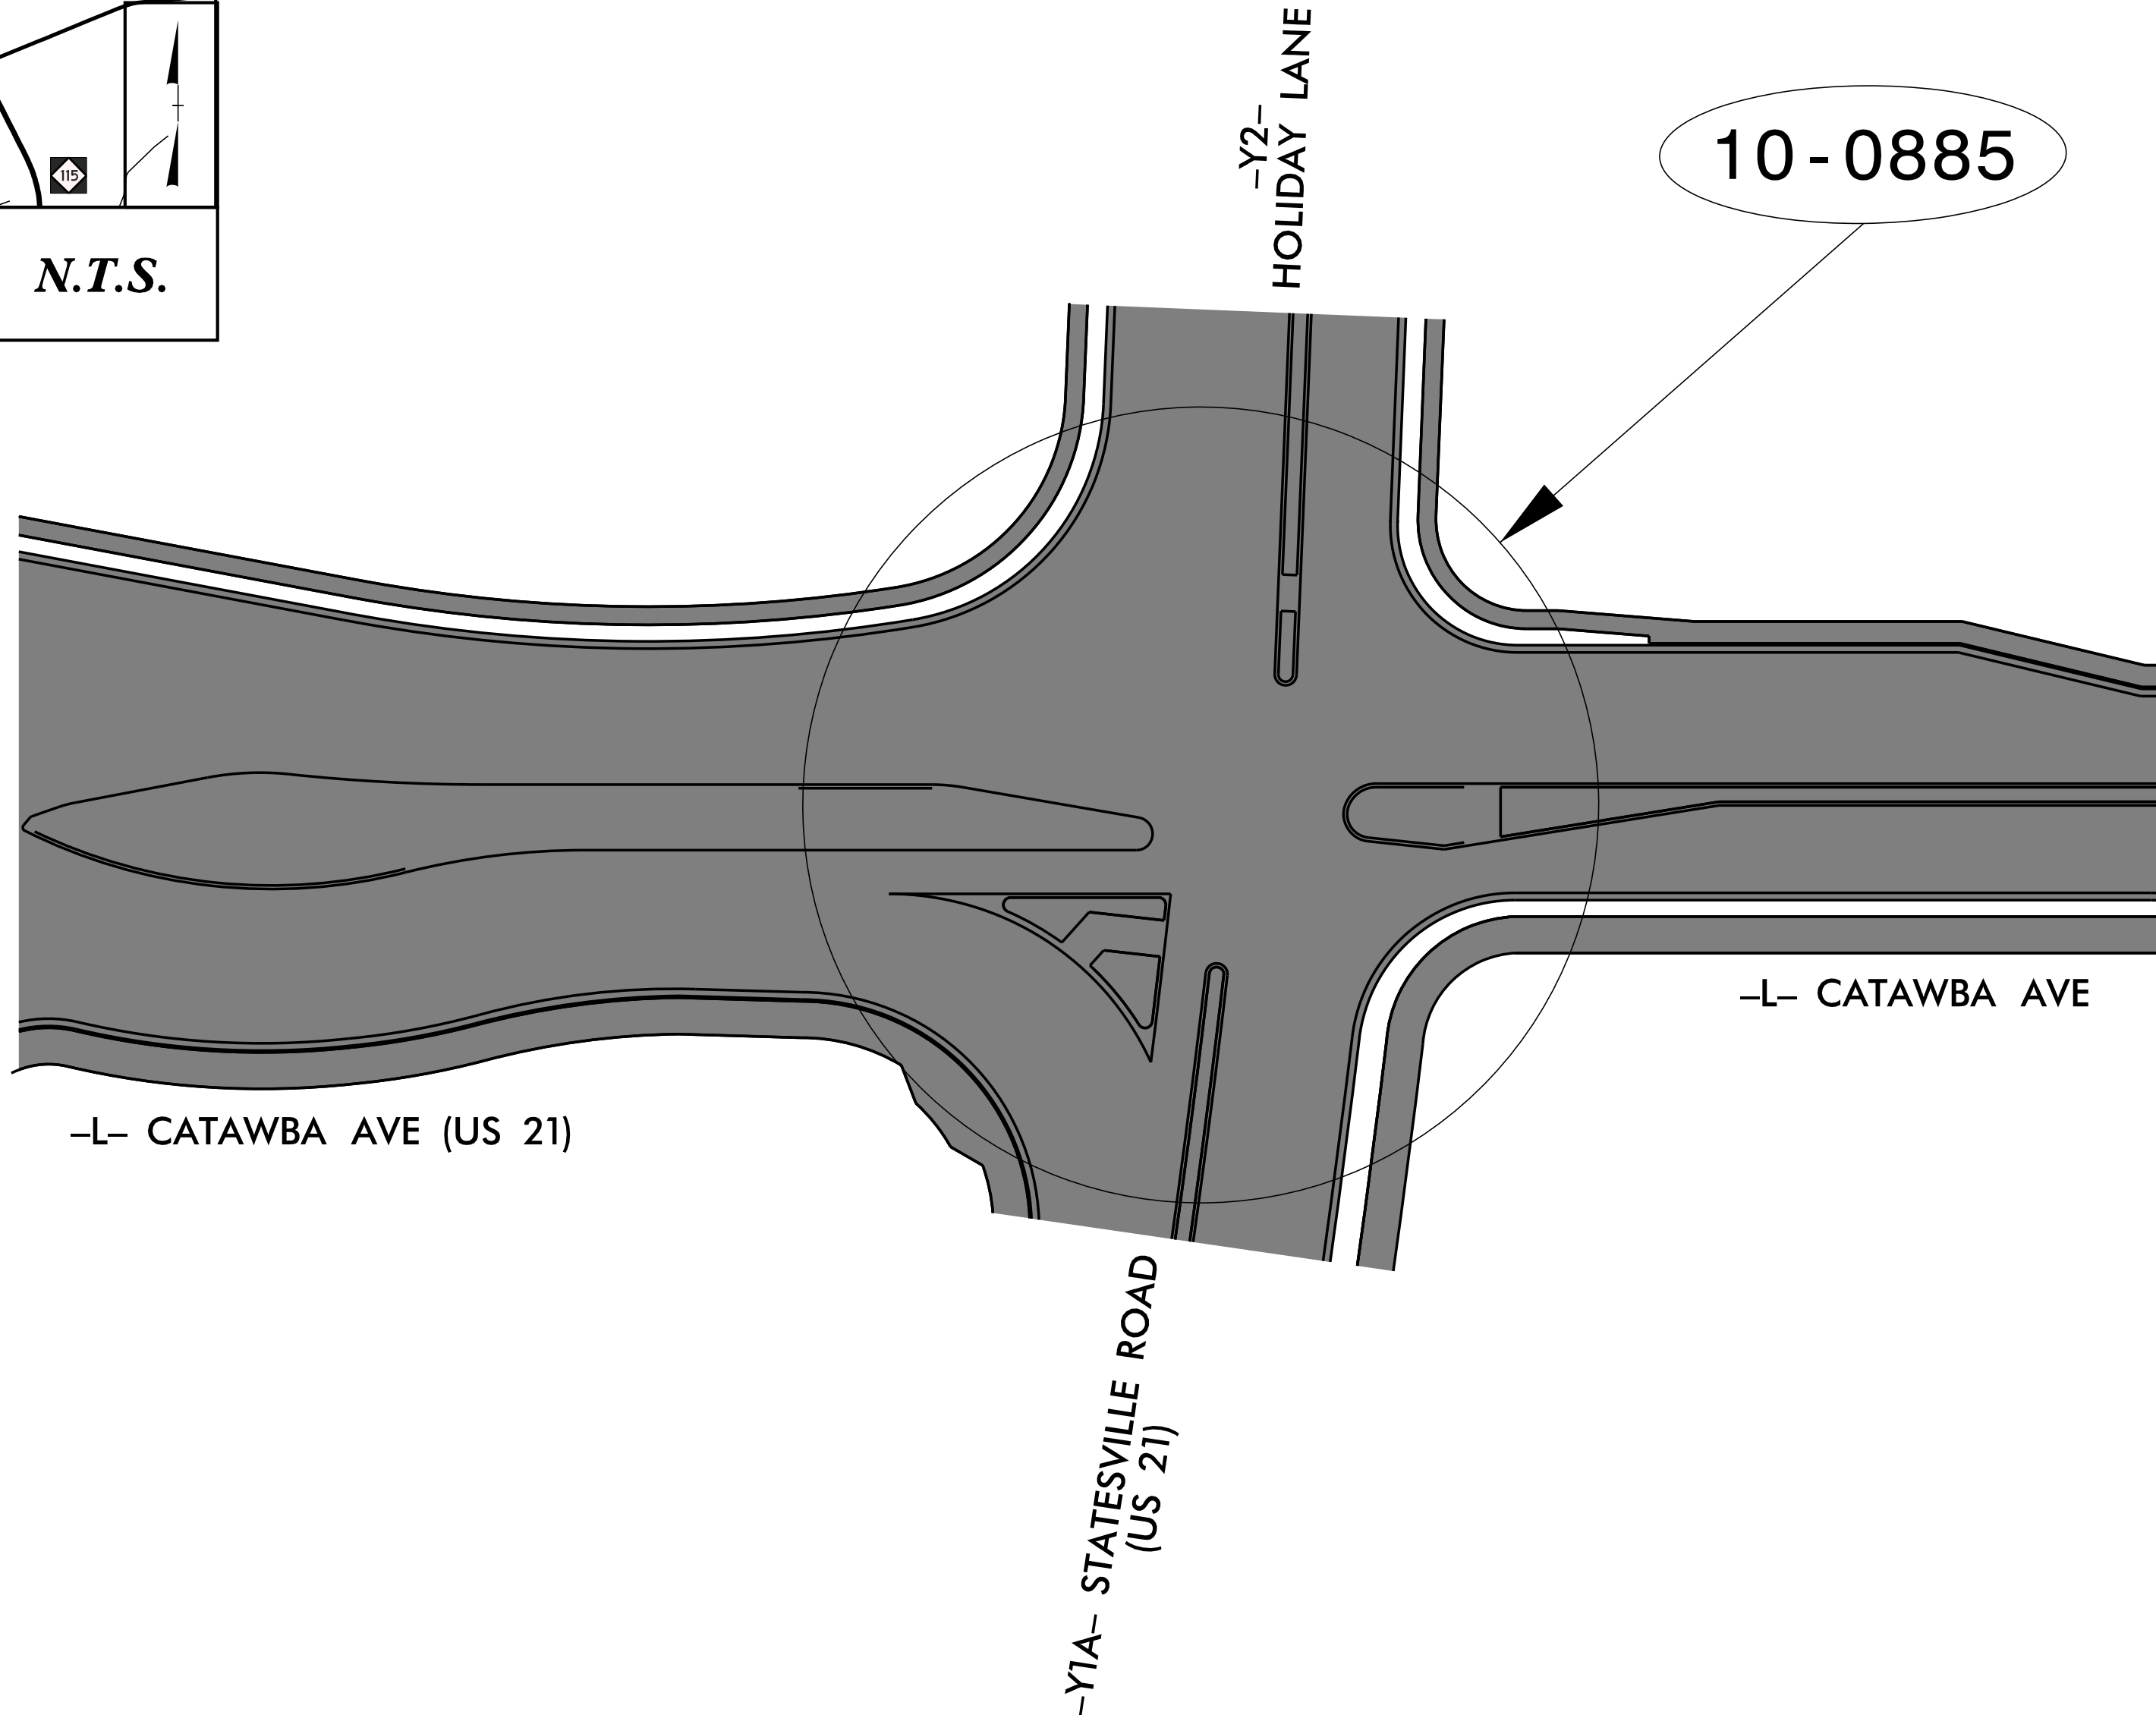 115
N.T.S.
–Y2–
HOLIDAY LANE
10-0885
–L– CATAWBA AVE
–L– CATAWBA AVE (US 21)
–Y1A– STATESVILLE ROAD
(US 21)